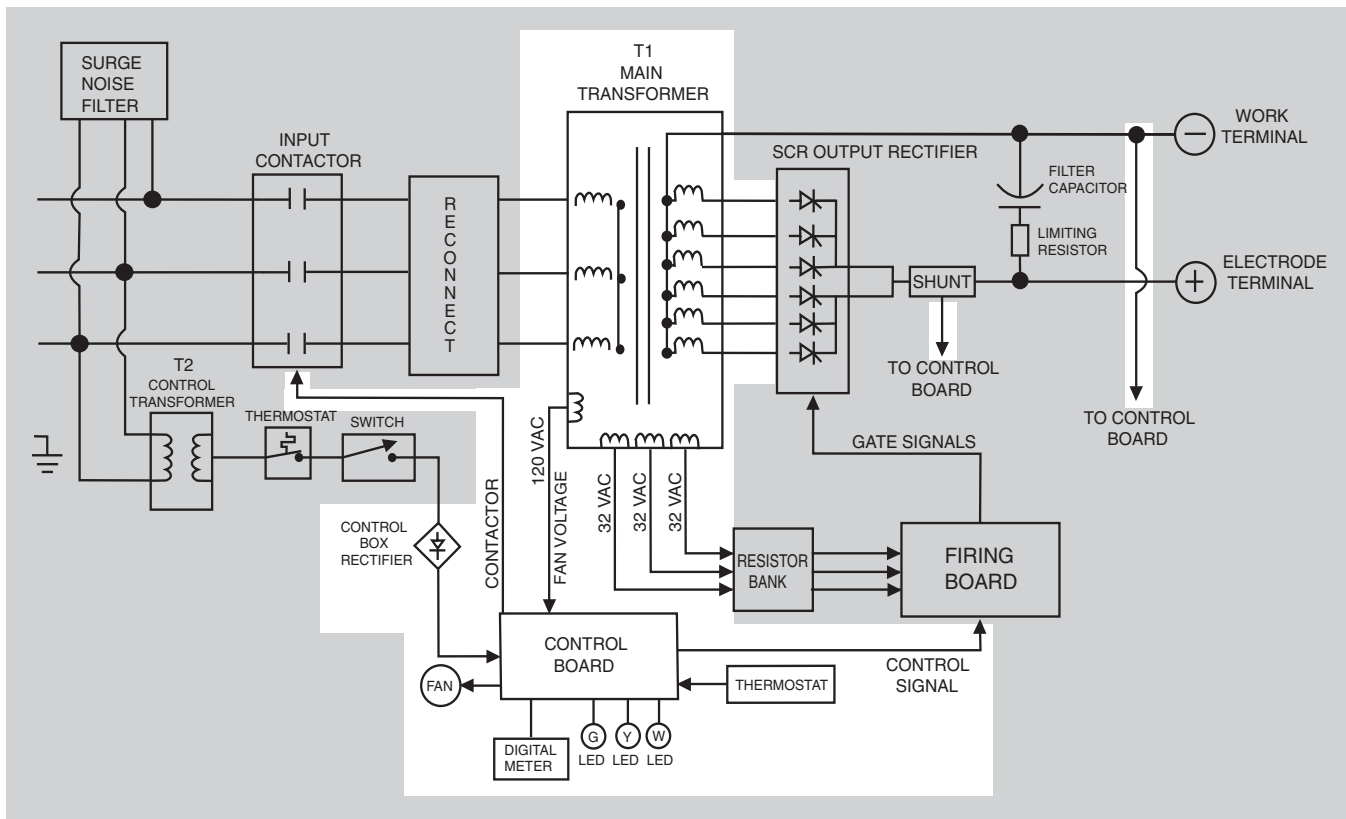 SURGE
NOISE
FILTER
INPUT
CONTACTOR
RECONNECT
T1
MAIN
TRANSFORMER
SCR OUTPUT RECTIFIER
WORK
TERMINAL
FILTER
CAPACITOR
LIMITING
RESISTOR
ELECTRODE
TERMINAL
SHUNT
TO CONTROL
BOARD
TO CONTROL
BOARD
T2
CONTROL
TRANSFORMER
THERMOSTAT
SWITCH
GATE SIGNALS
CONTROL
BOX
RECTIFIER
CONTACTOR
120 VAC
FAN VOLTAGE
32 VAC
32 VAC
32 VAC
RESISTOR
BANK
FIRING
BOARD
CONTROL
BOARD
CONTROL
SIGNAL
FAN
THERMOSTAT
DIGITAL
METER
G
Y
W
LED
LED
LED